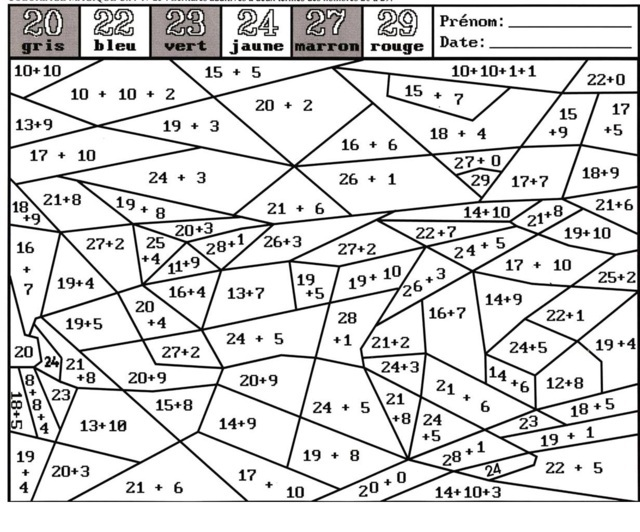 20 22 23 24 27 29 Prénom:
gris bleu vert jaune marron rouge Date:
10+10 15 + 5 10+10+1+1 22+0
10 + 10 + 2 20 + 2 15 + 7 15 +9 17 +5
13+9 19 + 3 16 + 6 18 + 4
17 + 10 24 + 3 26 + 1 27+ 0 18+9
29 17+7
18 +9 21+8 19 + 8 21 + 6 14+10 21+8 21+6
20+3 22+7 19+10
16 + 7 27+2 25 +4 11+9 28+1 26+3 27+2 24 + 5 17 + 10
19+4 16+4 13+7 19 +5 19+ 10 26+3 25+2
20 +4 28 +1 16+7 14+9 22+1
19+5 24 + 5 21+2 24+5 19 +4
20 24 21 +8 27+2 24+3 14 +6 12+8
8 +8 +4 23 20+9 20+9 21 + 6
18+5 15+8 24 + 5 21 +8 24 +5 18 +5
13+10 14+9 23
19 + 8 28 +1 19 + 1
19 + 4 20+3 17 + 10 24 22 + 5
21 + 6 20 +0 14+10+3